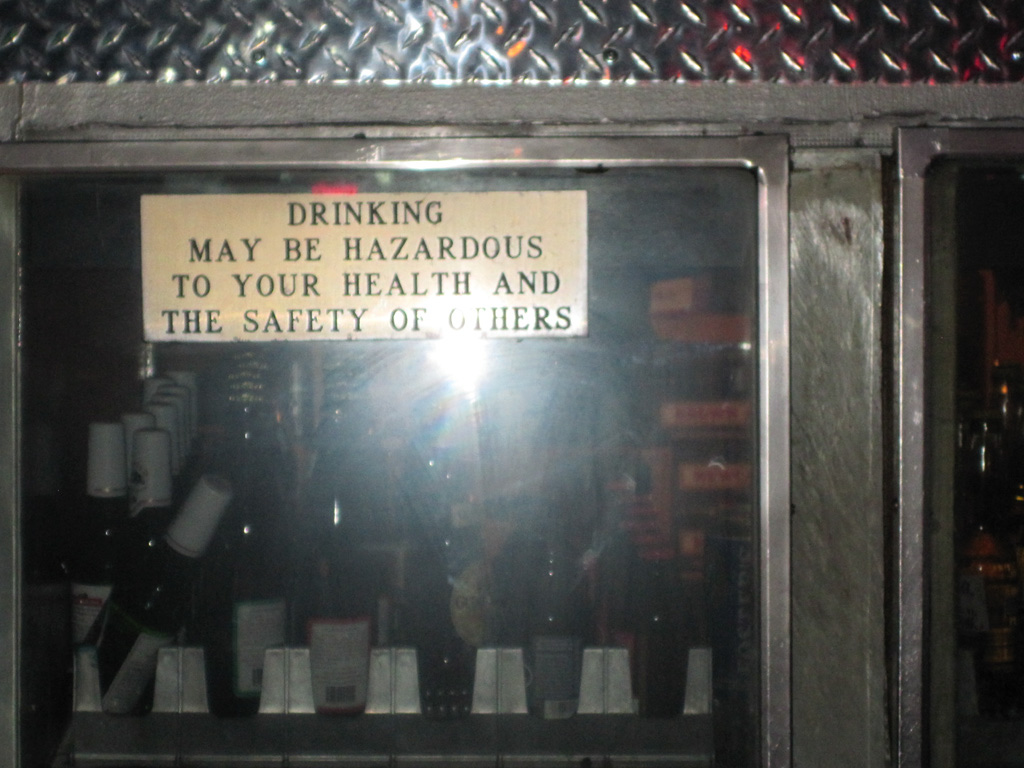 DRINKING
MAY BE HAZARDOUS
TO YOUR HEALTH AND
THE SAFETY OF OTHERS